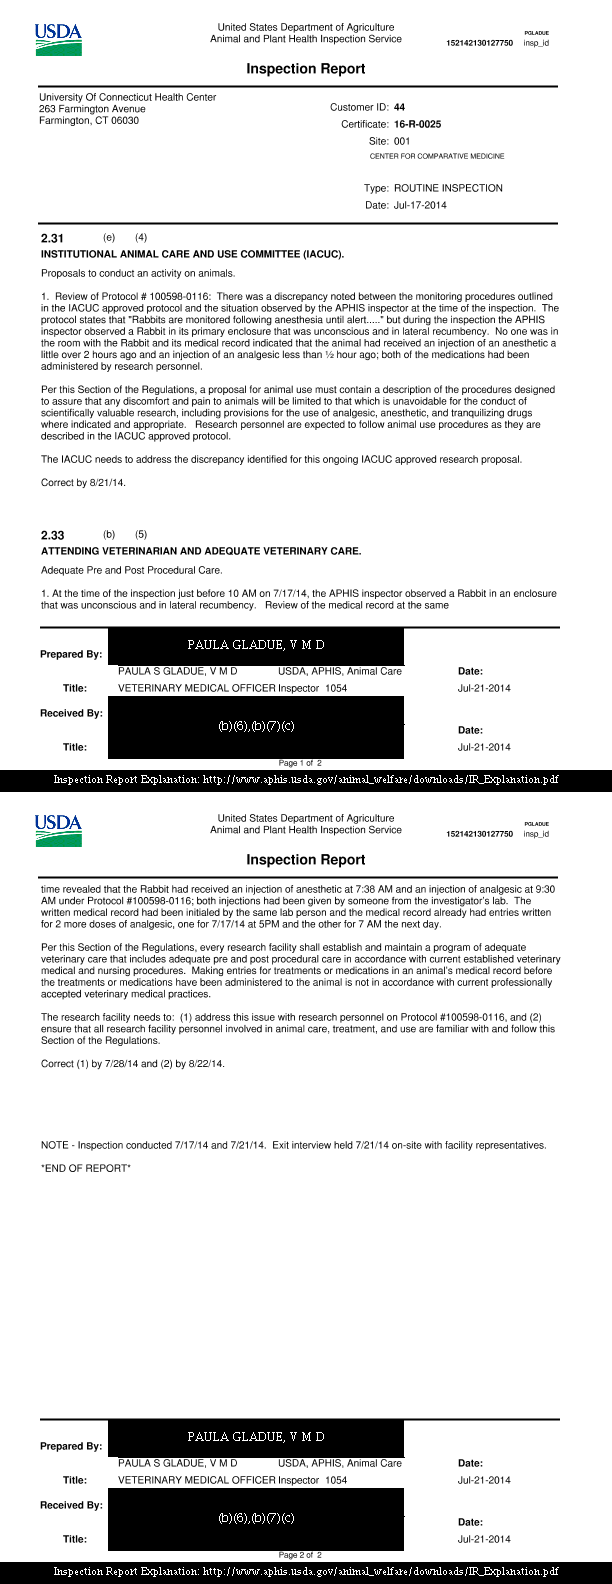 USDA
United States Department of Agriculture
Animal and Plant Health Inspection Service
PGLADUE
152142130127750 insp_id
Inspection Report
University Of Connecticut Health Center
263 Farmington Avenue
Farmington, CT 06030
Customer ID: 44
Certificate: 16-R-0025
Site: 001
CENTER FOR COMPARATIVE MEDICINE
Type: ROUTINE INSPECTION
Date: Jul-17-2014
2.31 (e) (4)
INSTITUTIONAL ANIMAL CARE AND USE COMMITTEE (IACUC).
Proposals to conduct an activity on animals.
1. Review of Protocol # 100598-0116: There was a discrepancy noted between the monitoring procedures outlined
in the IACUC approved protocol and the situation observed by the APHIS inspector at the time of the inspection. The
protocol states that "Rabbits are monitored following anesthesia until alert....." but during the inspection the APHIS
inspector observed a Rabbit in its primary enclosure that was unconscious and in lateral recumbency. No one was in
the room with the Rabbit and its medical record indicated that the animal had received an injection of an anesthetic a
little over 2 hours ago and an injection of an analgesic less than ½ hour ago; both of the medications had been
administered by research personnel.
Per this Section of the Regulations, a proposal for animal use must contain a description of the procedures designed
to assure that any discomfort and pain to animals will be limited to that which is unavoidable for the conduct of
scientifically valuable research, including provisions for the use of analgesic, anesthetic, and tranquilizing drugs
where indicated and appropriate. Research personnel are expected to follow animal use procedures as they are
described in the IACUC approved protocol.
The IACUC needs to address the discrepancy identified for this ongoing IACUC approved research proposal.
Correct by 8/21/14.
2.33 (b) (5)
ATTENDING VETERINARIAN AND ADEQUATE VETERINARY CARE.
Adequate Pre and Post Procedural Care.
1. At the time of the inspection just before 10 AM on 7/17/14, the APHIS inspector observed a Rabbit in an enclosure
that was unconscious and in lateral recumbency. Review of the medical record at the same
PAULA GLADUE, V M D
Prepared By:
PAULA S GLADUE, V M D USDA, APHIS, Animal Care Date:
Title: VETERINARY MEDICAL OFFICER Inspector 1054 Jul-21-2014
Received By:
(b)(6),(b)(7)(c)
Date:
Title: Jul-21-2014
Page 1 of 2
Inspection Report Explanation: http://www.aphis.usda.gov/animal_welfare/downloads/IR_Explanation.pdf
USDA
United States Department of Agriculture
Animal and Plant Health Inspection Service
PGLADUE
152142130127750 insp_id
Inspection Report
time revealed that the Rabbit had received an injection of anesthetic at 7:38 AM and an injection of analgesic at 9:30
AM under Protocol #100598-0116; both injections had been given by someone from the investigator's lab. The
written medical record had been initialed by the same lab person and the medical record already had entries written
for 2 more doses of analgesic, one for 7/17/14 at 5PM and the other for 7 AM the next day.
Per this Section of the Regulations, every research facility shall establish and maintain a program of adequate
veterinary care that includes adequate pre and post procedural care in accordance with current established veterinary
medical and nursing procedures. Making entries for treatments or medications in an animal's medical record before
the treatments or medications have been administered to the animal is not in accordance with current professionally
accepted veterinary medical practices.
The research facility needs to: (1) address this issue with research personnel on Protocol #100598-0116, and (2)
ensure that all research facility personnel involved in animal care, treatment, and use are familiar with and follow this
Section of the Regulations.
Correct (1) by 7/28/14 and (2) by 8/22/14.
NOTE - Inspection conducted 7/17/14 and 7/21/14. Exit interview held 7/21/14 on-site with facility representatives.
*END OF REPORT*
PAULA GLADUE, V M D
Prepared By:
PAULA S GLADUE, V M D USDA, APHIS, Animal Care Date:
Title: VETERINARY MEDICAL OFFICER Inspector 1054 Jul-21-2014
Received By:
(b)(6),(b)(7)(c)
Date:
Title: Jul-21-2014
Page 2 of 2
Inspection Report Explanation: http://www.aphis.usda.gov/animal_welfare/downloads/IR_Explanation.pdf